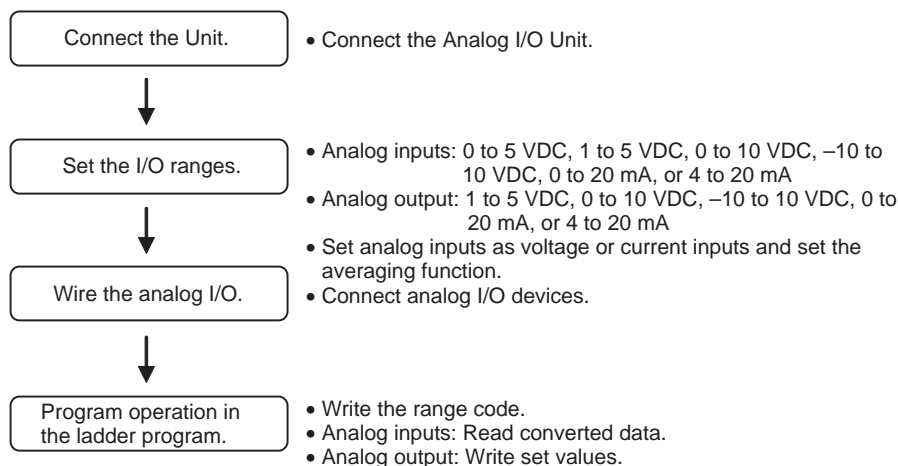 Connect the Unit.
• Connect the Analog I/O Unit.
Set the I/O ranges.
• Analog inputs: 0 to 5 VDC, 1 to 5 VDC, 0 to 10 VDC, –10 to
10 VDC, 0 to 20 mA, or 4 to 20 mA
• Analog output: 1 to 5 VDC, 0 to 10 VDC, –10 to 10 VDC, 0 to
20 mA, or 4 to 20 mA
• Set analog inputs as voltage or current inputs and set the
averaging function.
Wire the analog I/O.
• Connect analog I/O devices.
Program operation in
the ladder program.
• Write the range code.
• Analog inputs: Read converted data.
• Analog output: Write set values.